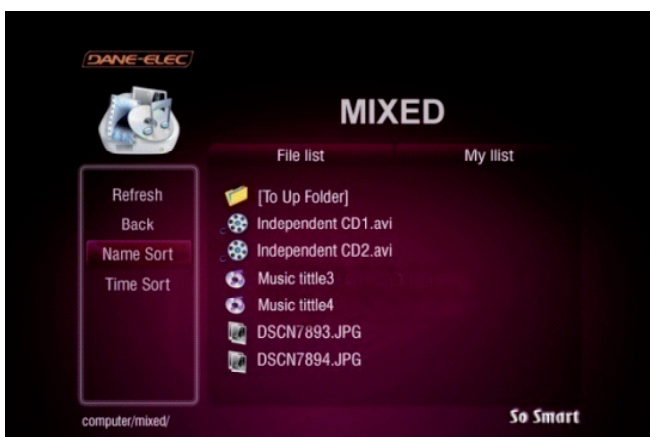 DANE-ELEC
MIXED
File list
My llist
Refresh
Back
Name Sort
Time Sort
[To Up Folder]
Independent CD1.avi
Independent CD2.avi
Music tittle3
Music tittle4
DSCN7893.JPG
DSCN7894.JPG
computer/mixed/
So Smart